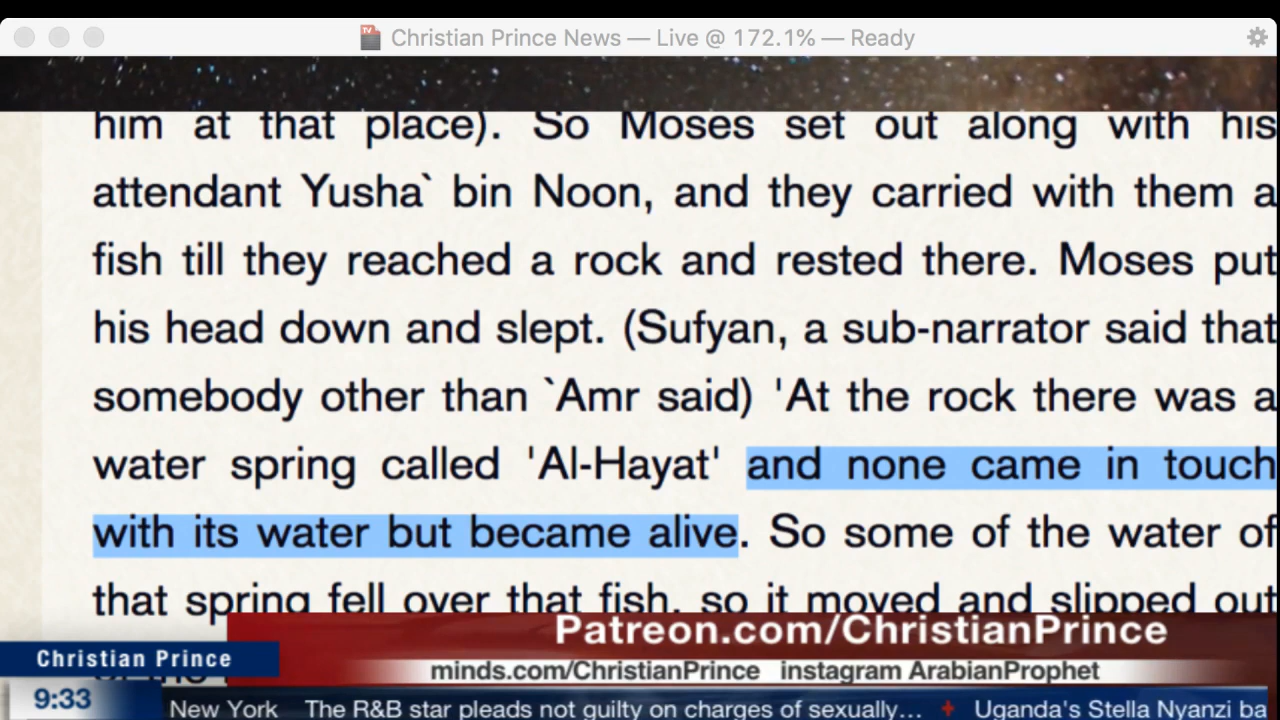 Christian Prince News — Live @ 172.1% — Ready
him at that place). So Moses set out along with his
attendant Yusha` bin Noon, and they carried with them a
fish till they reached a rock and rested there. Moses put
his head down and slept. (Sufyan, a sub-narrator said that
somebody other than `Amr said) 'At the rock there was a
water spring called 'Al-Hayat' and none came in touch
with its water but became alive. So some of the water of
that spring fell over that fish, so it moved and slipped out
Patreon.com/ChristianPrince
Christian Prince
minds.com/ChristianPrince instagram ArabianProphet
9:33
New York The R&B star pleads not guilty on charges of sexually... Uganda's Stella Nyanzi ba